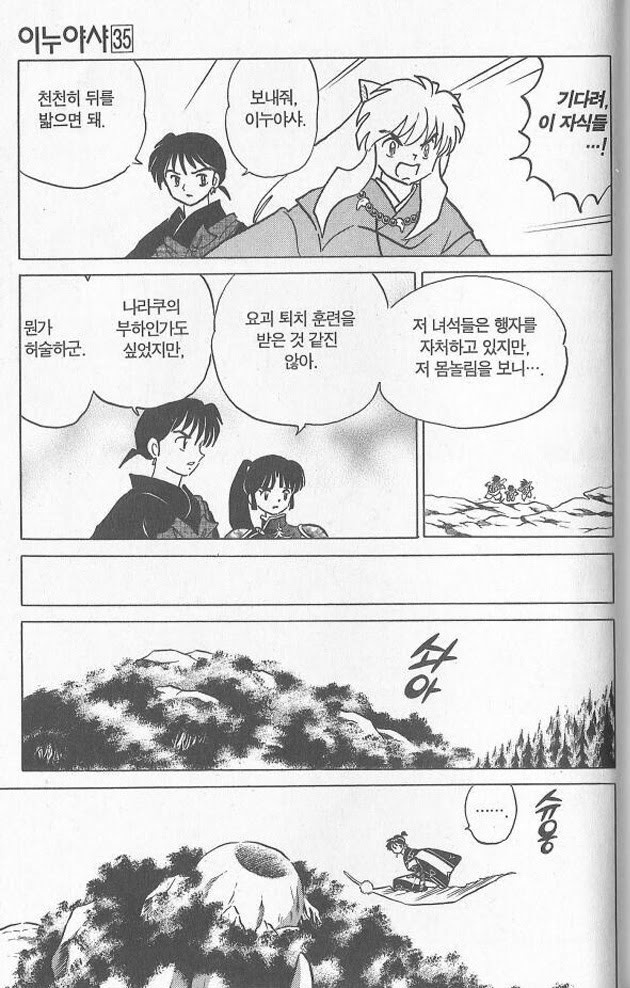 이누야샤 35
기다려,
이 자식들
…!
보내줘,
이누야샤.
천천히 뒤를
밟으면 돼.
저 녀석들은 행자를
자처하고 있지만,
저 몸놀림을 보니….
요괴 퇴치 훈련을
받은 것 같진
않아.
나라쿠의
부하인가도
싶었지만,
뭔가
허술하군.
솨
아
……
슈웅